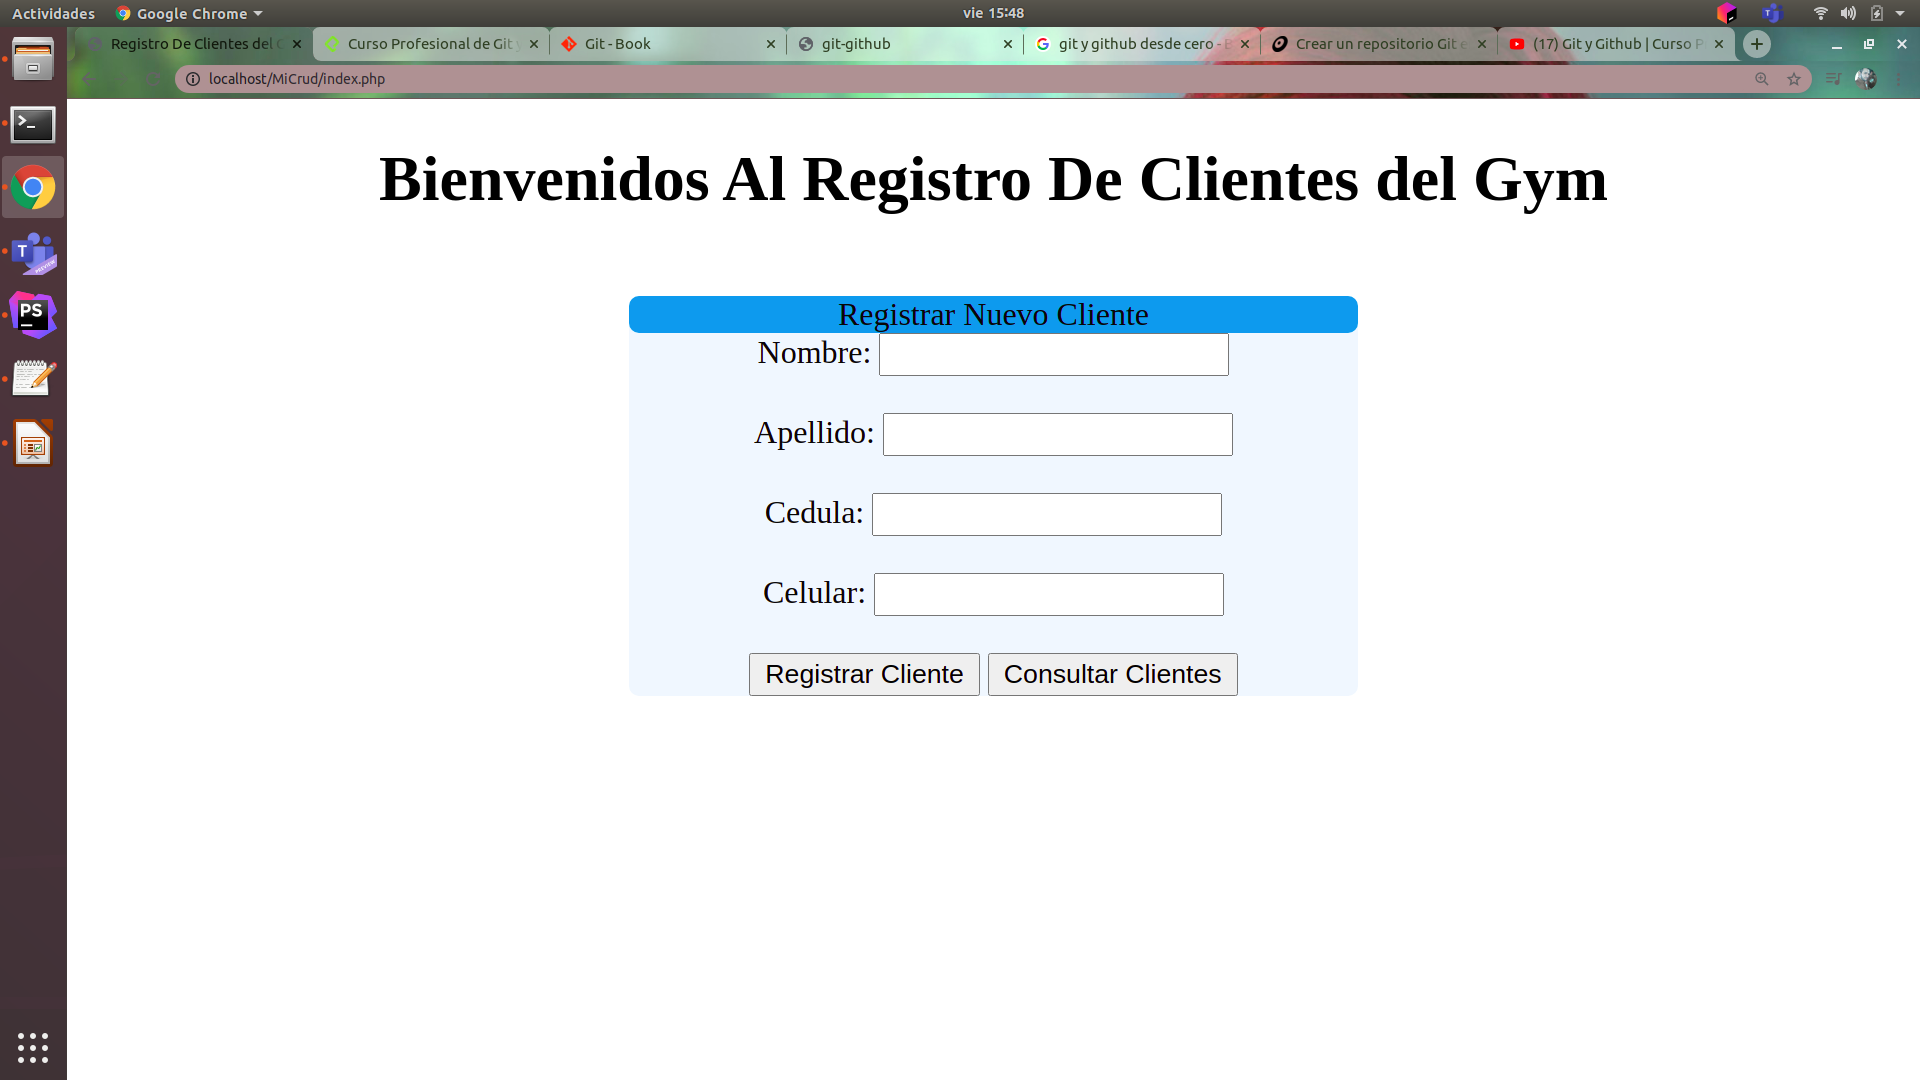 Actividades
Google Chrome
vie 15:48
Registro De Clientes del
Curso Profesional de Git y
Git - Book
git-github
git y github desde cero -
Crear un repositorio Git
(17) Git y Github | Curso
localhost/MiCrud/index.php
Bienvenidos Al Registro De Clientes del Gym
Registrar Nuevo Cliente
Nombre:
Apellido:
Cedula:
Celular:
Registrar Cliente
Consultar Clientes
T
PREVIEW
PS